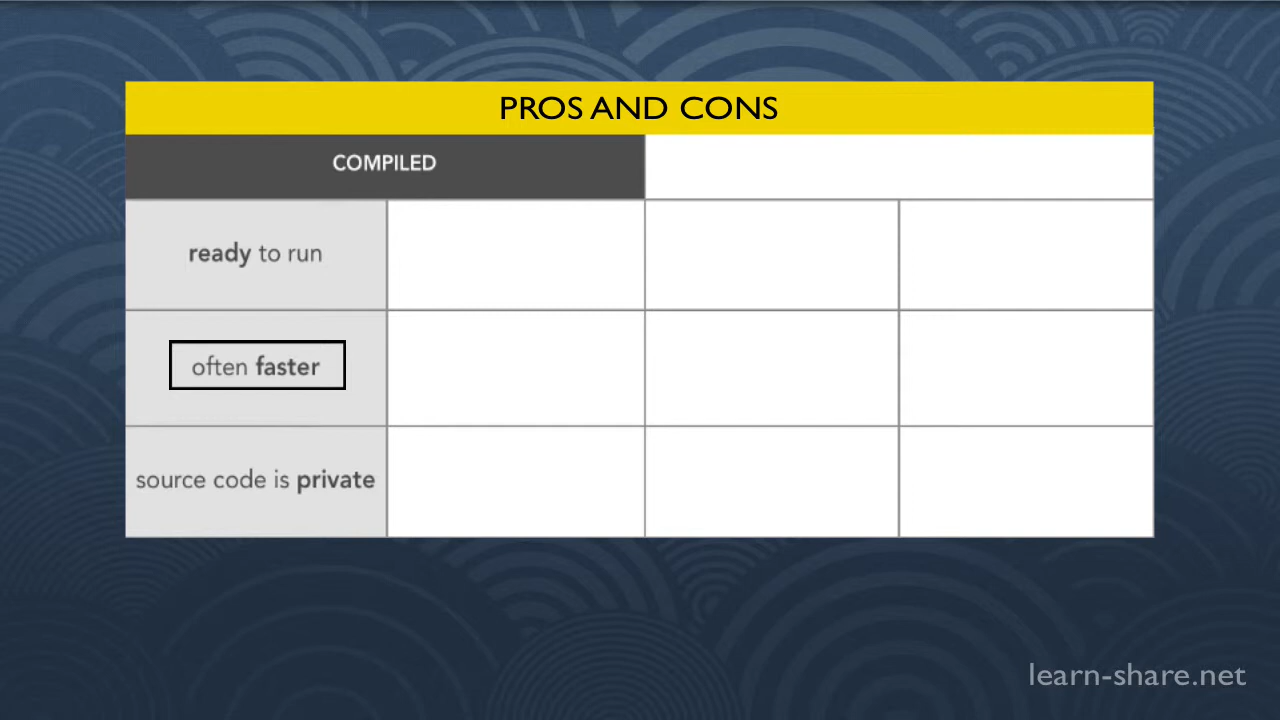 PROS AND CONS
COMPILED
ready to run
often faster
source code is private
learn-share.net